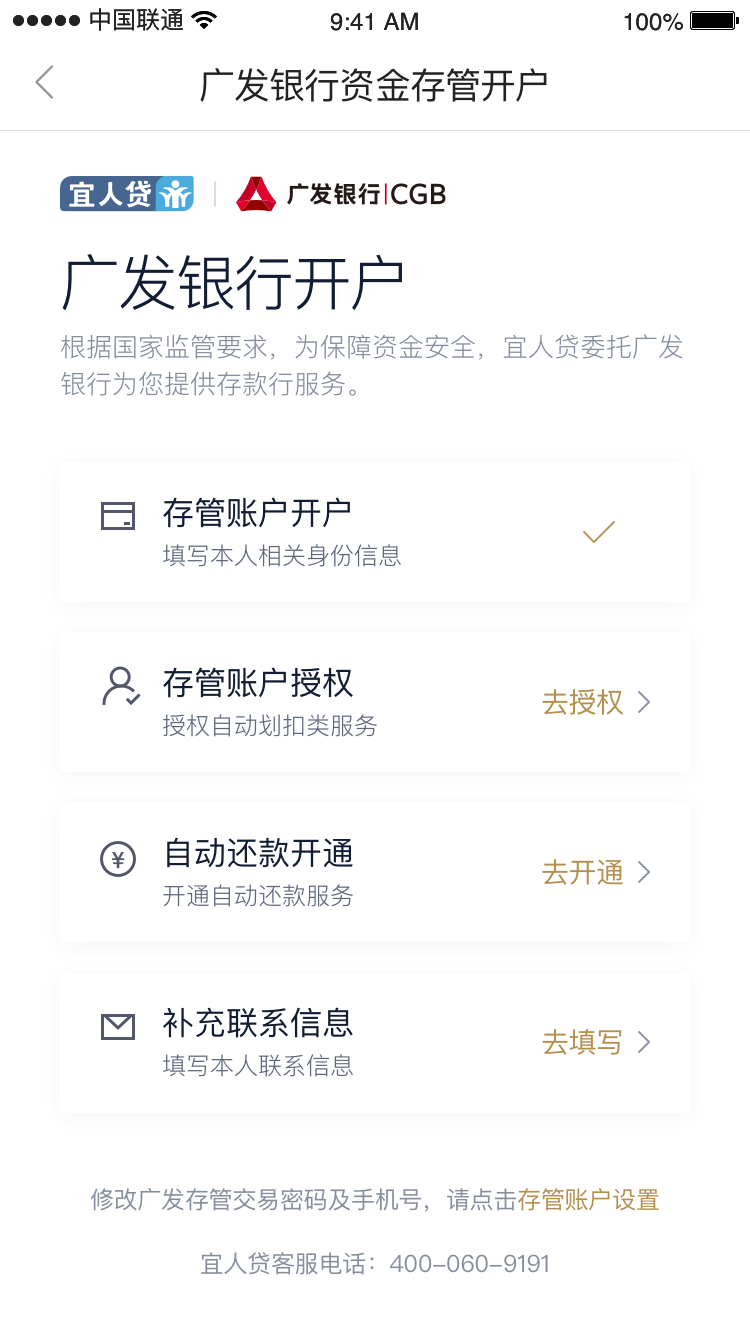 中国联通 9:41 AM 100%
广发银行资金存管开户
宜人贷 广发银行|CGB
广发银行开户
根据国家监管要求，为保障资金安全，宜人贷委托广发
银行为您提供存款行服务。
存管账户开户
填写本人相关身份信息
存管账户授权
授权自动划扣类服务
去授权
自动还款开通
开通自动还款服务
去开通
补充联系信息
填写本人联系信息
去填写
修改广发存管交易密码及手机号，请点击存管账户设置
宜人贷客服电话：400-060-9191